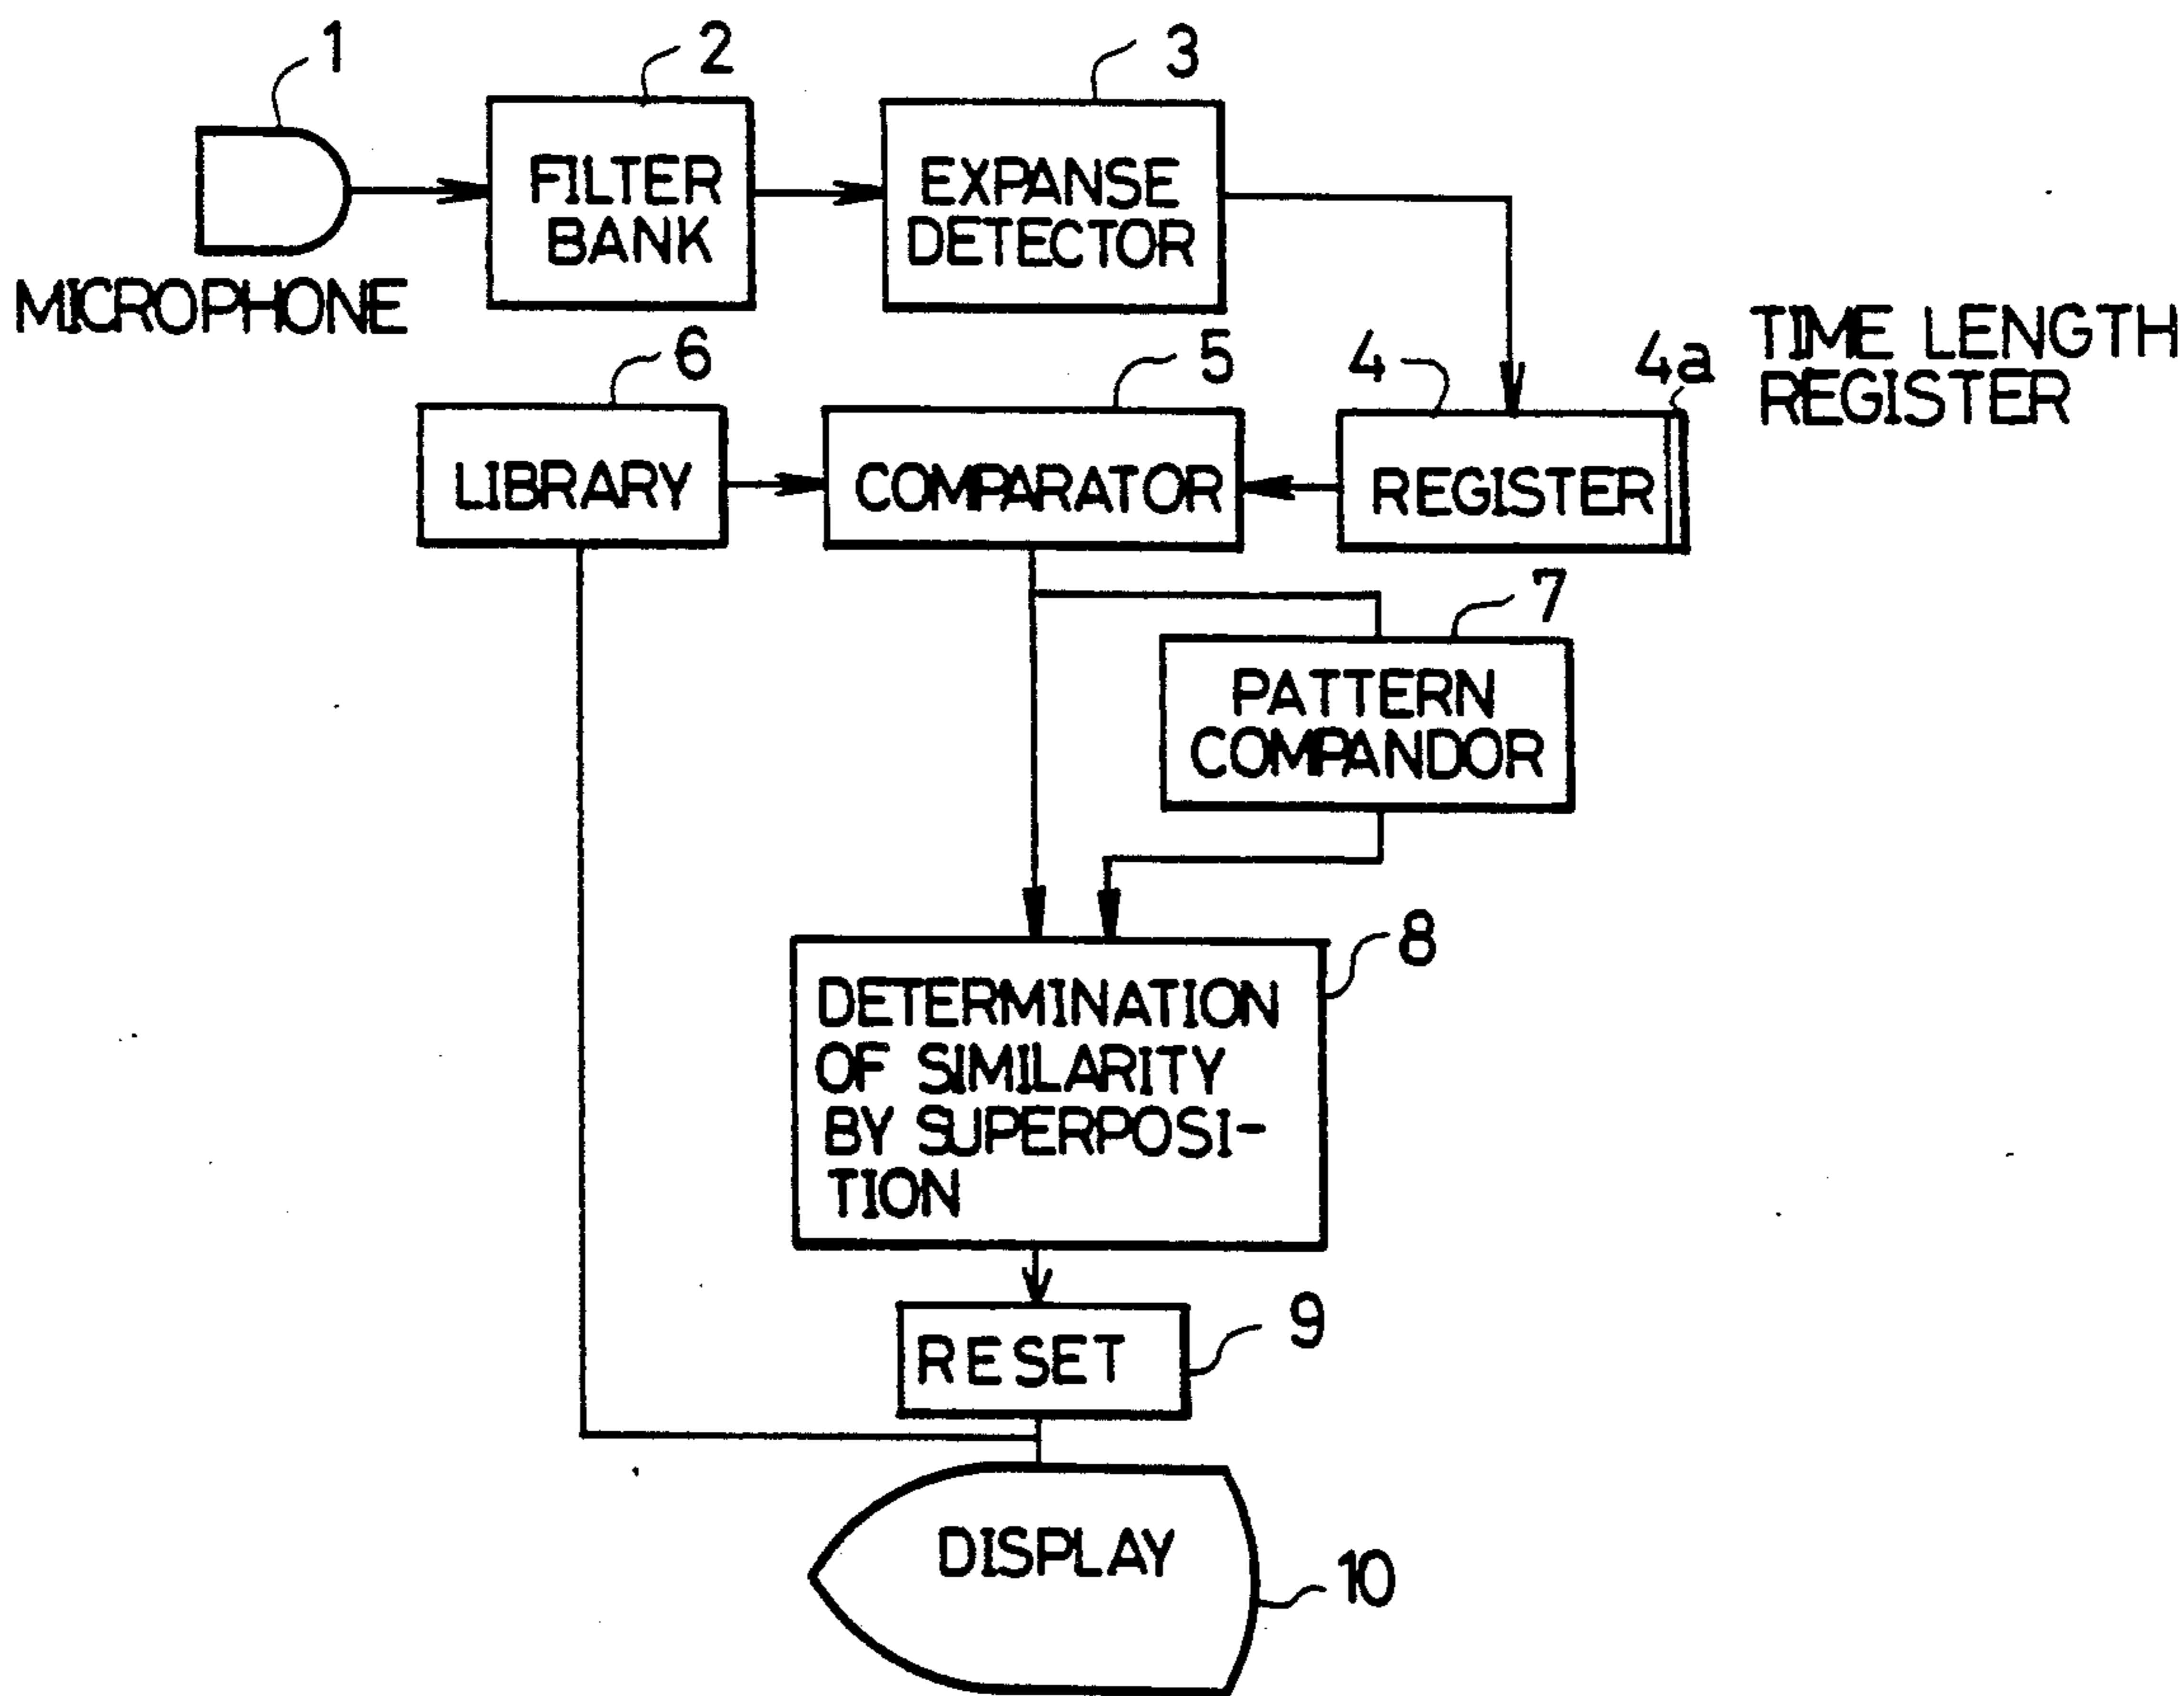 1
2
3
FILTER
BANK
EXPANSE
DETECTOR
MICROPHONE
6
5
4
4a
TIME LENGTH
REGISTER
LIBRARY
COMPARATOR
REGISTER
7
PATTERN
COMPANDOR
8
DETERMINATION
OF SIMILARITY
BY SUPERPOSI-
TION
9
RESET
DISPLAY
10